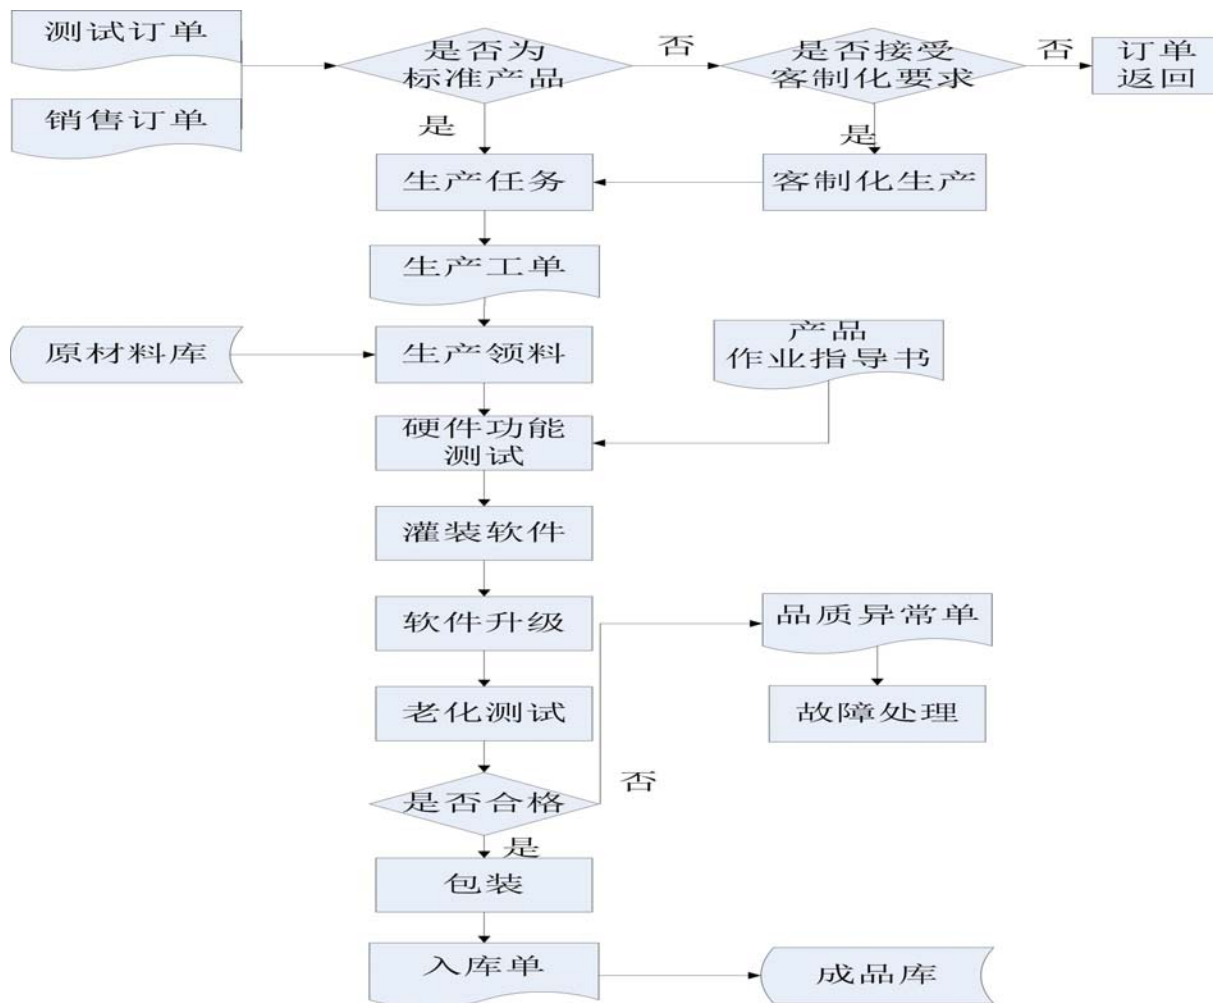 测试订单
销售订单
是否为
标准产品
否
是否接受
客制化要求
否
订单
返回
是
是
生产任务
客制化生产
生产工单
原材料库
生产领料
产品
作业指导书
硬件功能
测试
灌装软件
软件升级
品质异常单
老化测试
故障处理
是否合格
否
是
包装
入库单
成品库